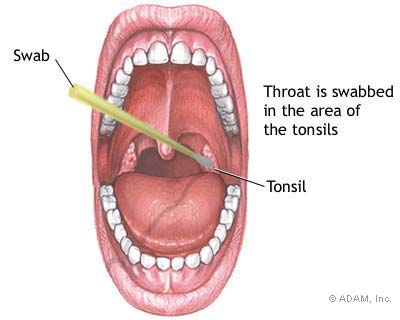 Swab
Throat is swabbed
in the area of
the tonsils
Tonsil
© ADAM, Inc.